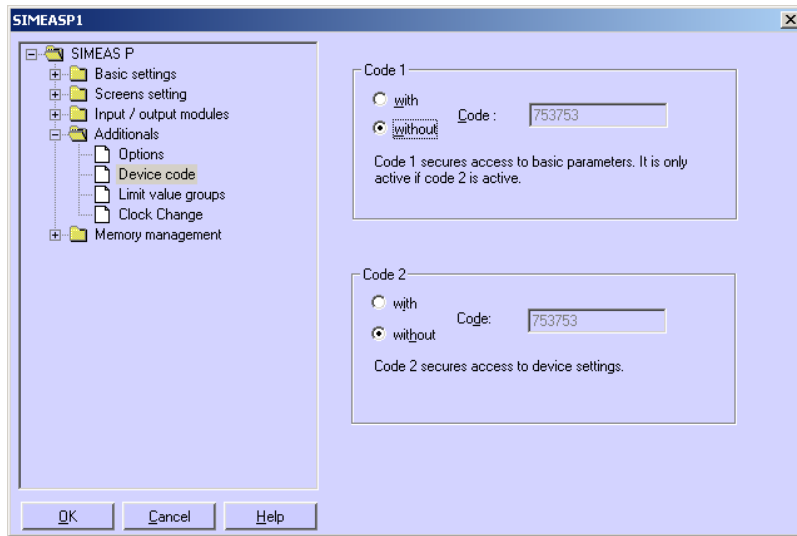 SIMEASP1
SIMEAS P
Basic settings
Screens setting
Input / output modules
Additionals
Options
Device code
Limit value groups
Clock Change
Memory management
Code 1
with
without
Code :
753753
Code 1 secures access to basic parameters. It is only
active if code 2 is active.
Code 2
with
without
Code:
753753
Code 2 secures access to device settings.
OK
Cancel
Help